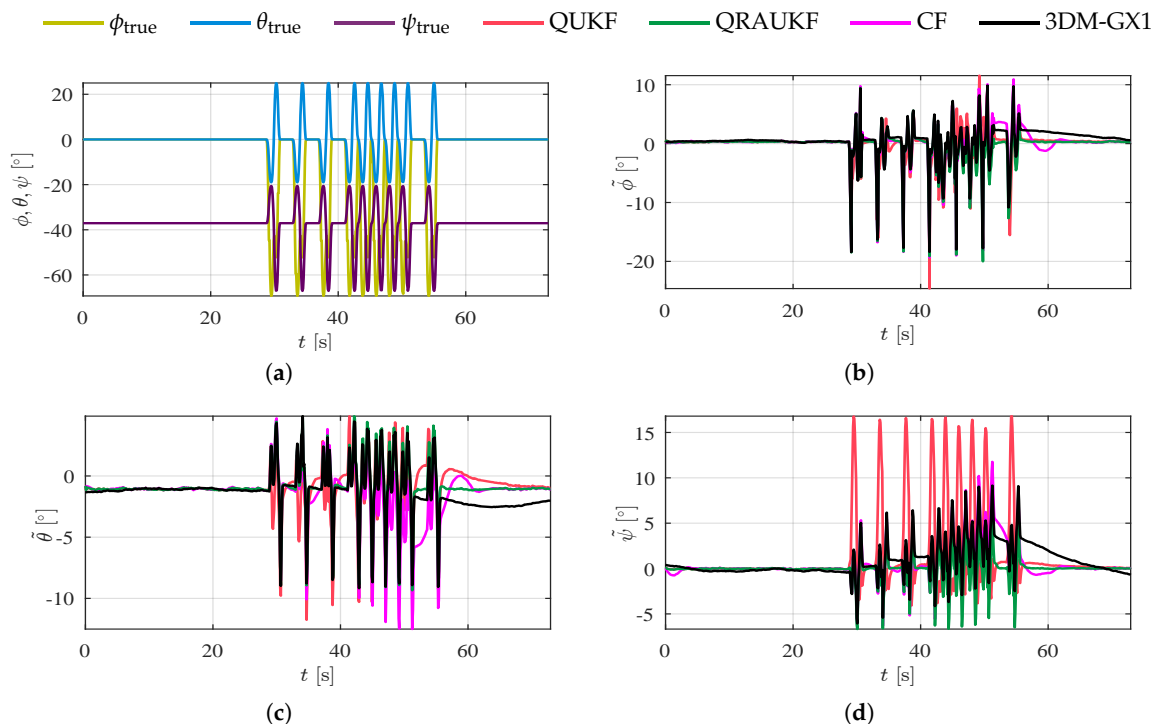 ϕtrue θtrue ψtrue QUKF QRAUKF CF 3DM-GX1
20
0
-20
-40
-60
ϕ, θ, ψ [°]
0 20 40 60
t [s]
(a)
10
0
-10
-20
ϕ̃ [°]
0 20 40 60
t [s]
(b)
0
-5
-10
θ̃ [°]
0 20 40 60
t [s]
(c)
15
10
5
0
-5
ψ̃ [°]
0 20 40 60
t [s]
(d)